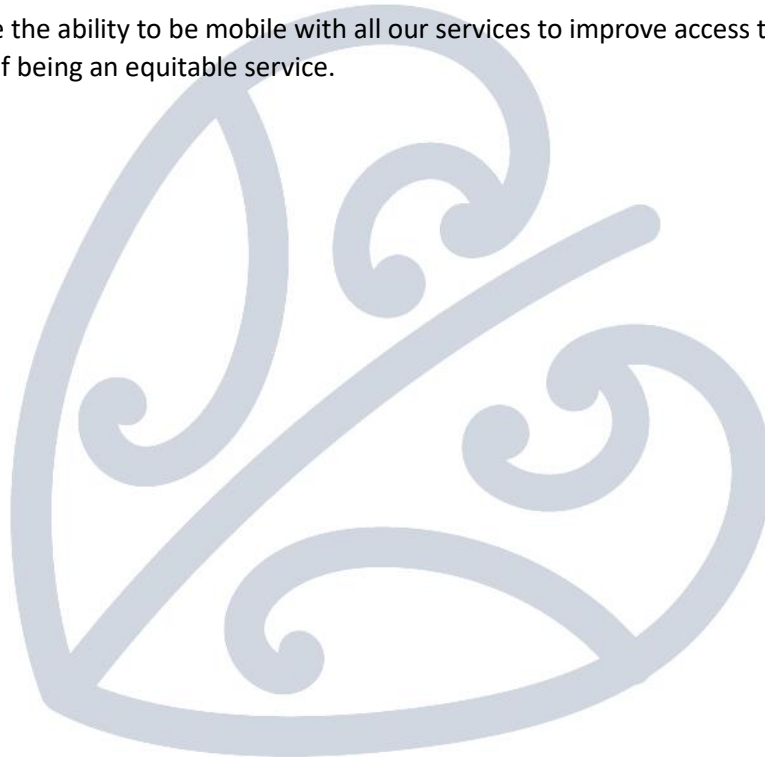 the ability to be mobile with all our services to improve access t
f being an equitable service.